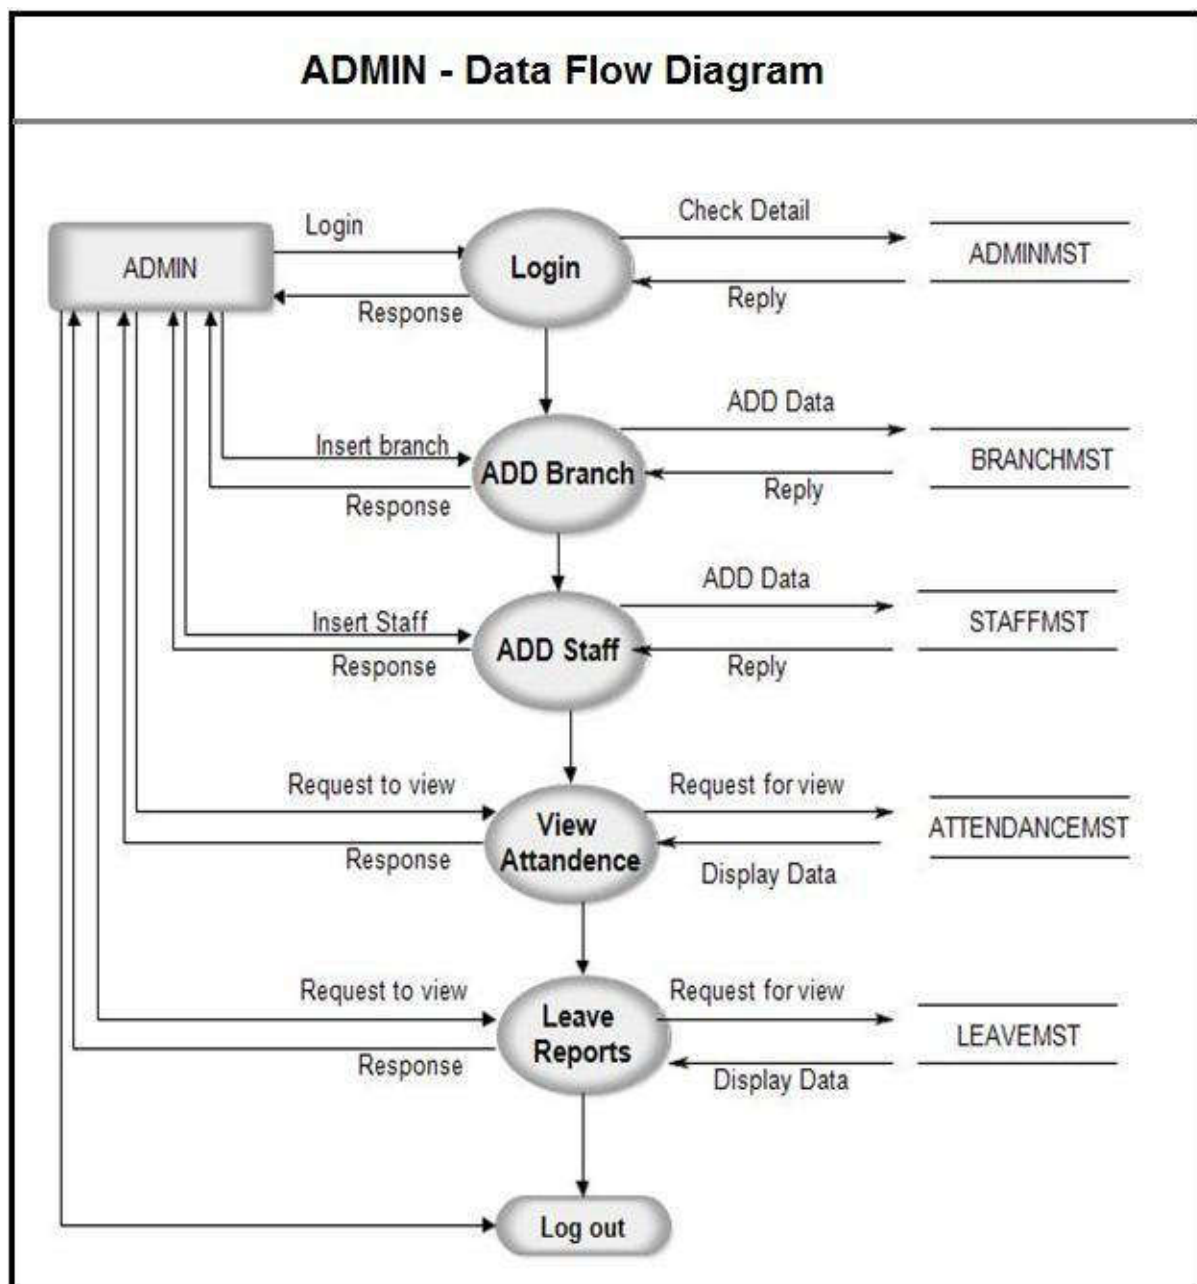 ADMIN - Data Flow Diagram
Check Detail
Login
ADMIN
Login
ADMINMST
Response
Reply
ADD Data
Insert branch
ADD Branch
BRANCHMST
Response
Reply
ADD Data
Insert Staff
ADD Staff
STAFFMST
Response
Reply
Request to view
Request for view
View
Attandence
ATTENDANCEMST
Response
Display Data
Request to view
Request for view
Leave
Reports
LEAVEMST
Response
Display Data
Log out